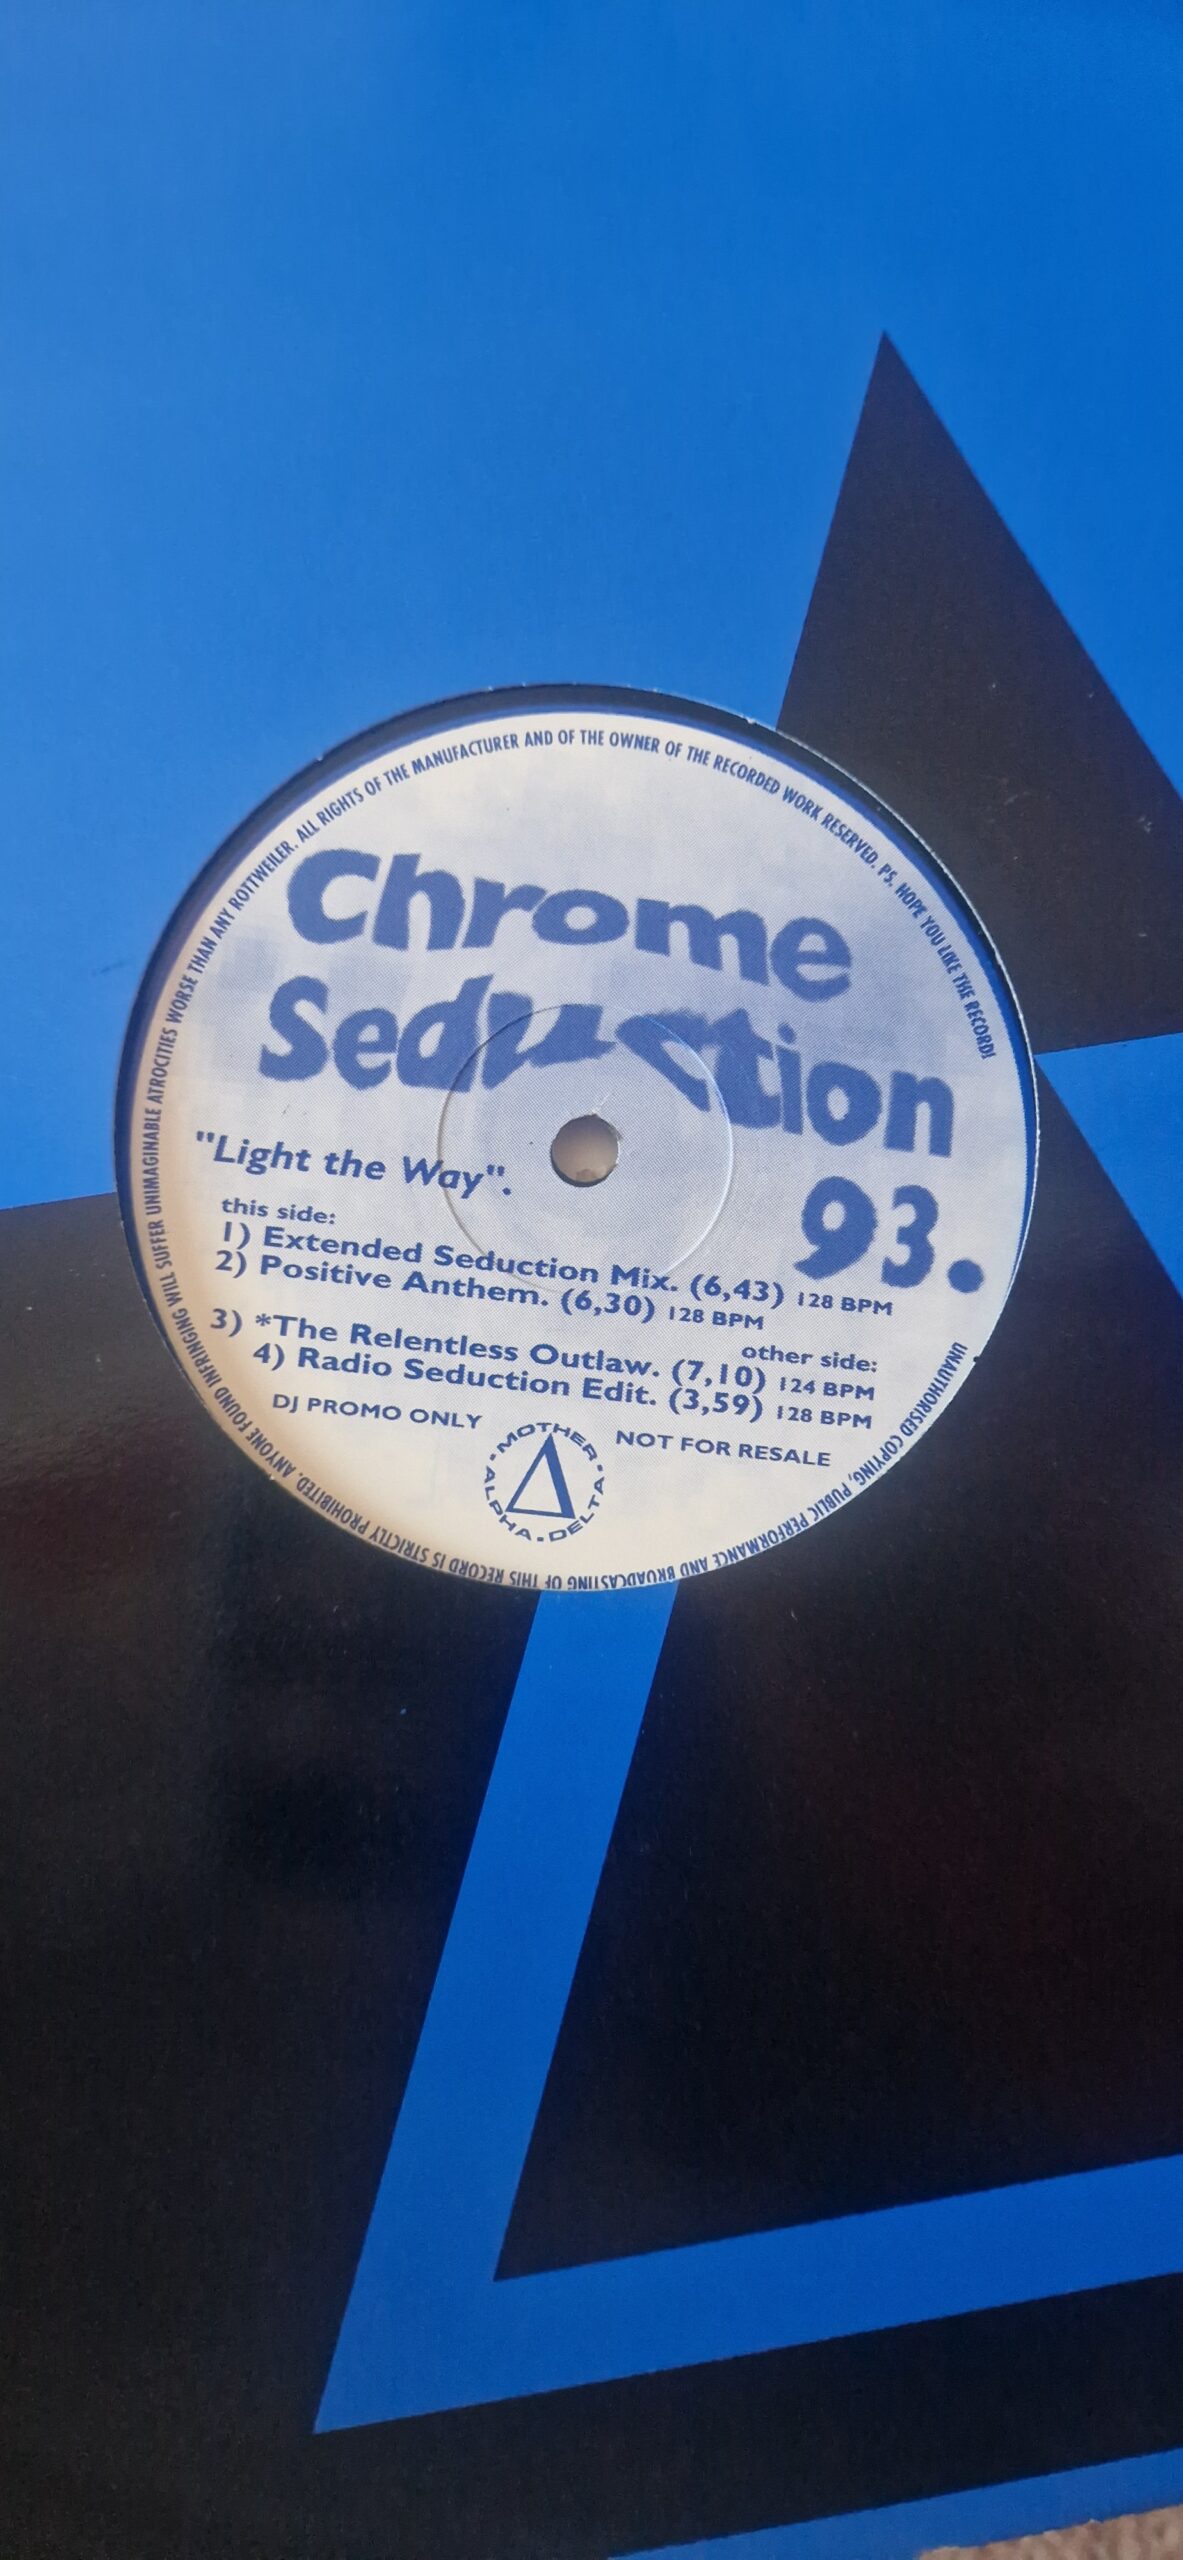 Chrome
Seduction
93.
"Light the Way".
this side:
1) Extended Seduction Mix. (6,43) 128 BPM
2) Positive Anthem. (6,30) 128 BPM
other side:
3) *The Relentless Outlaw. (7,10) 124 BPM
4) Radio Seduction Edit. (3,59) 128 BPM
DJ PROMO ONLY
NOT FOR RESALE
·MOTHER·
ALPHA·DELTA
UNAUTHORISED COPYING, PUBLIC PERFORMANCE AND BROADCASTING OF THIS RECORD IS STRICTLY PROHIBITED. ANYONE FOUND INFRINGING WILL SUFFER UNIMAGINABLE ATROCITIES WORSE THAN ANY ROTTWEILER. ALL RIGHTS OF THE MANUFACTURER AND OF THE OWNER OF THE RECORDED WORK RESERVED. PS. HOPE YOU LIKE THE RECORD!